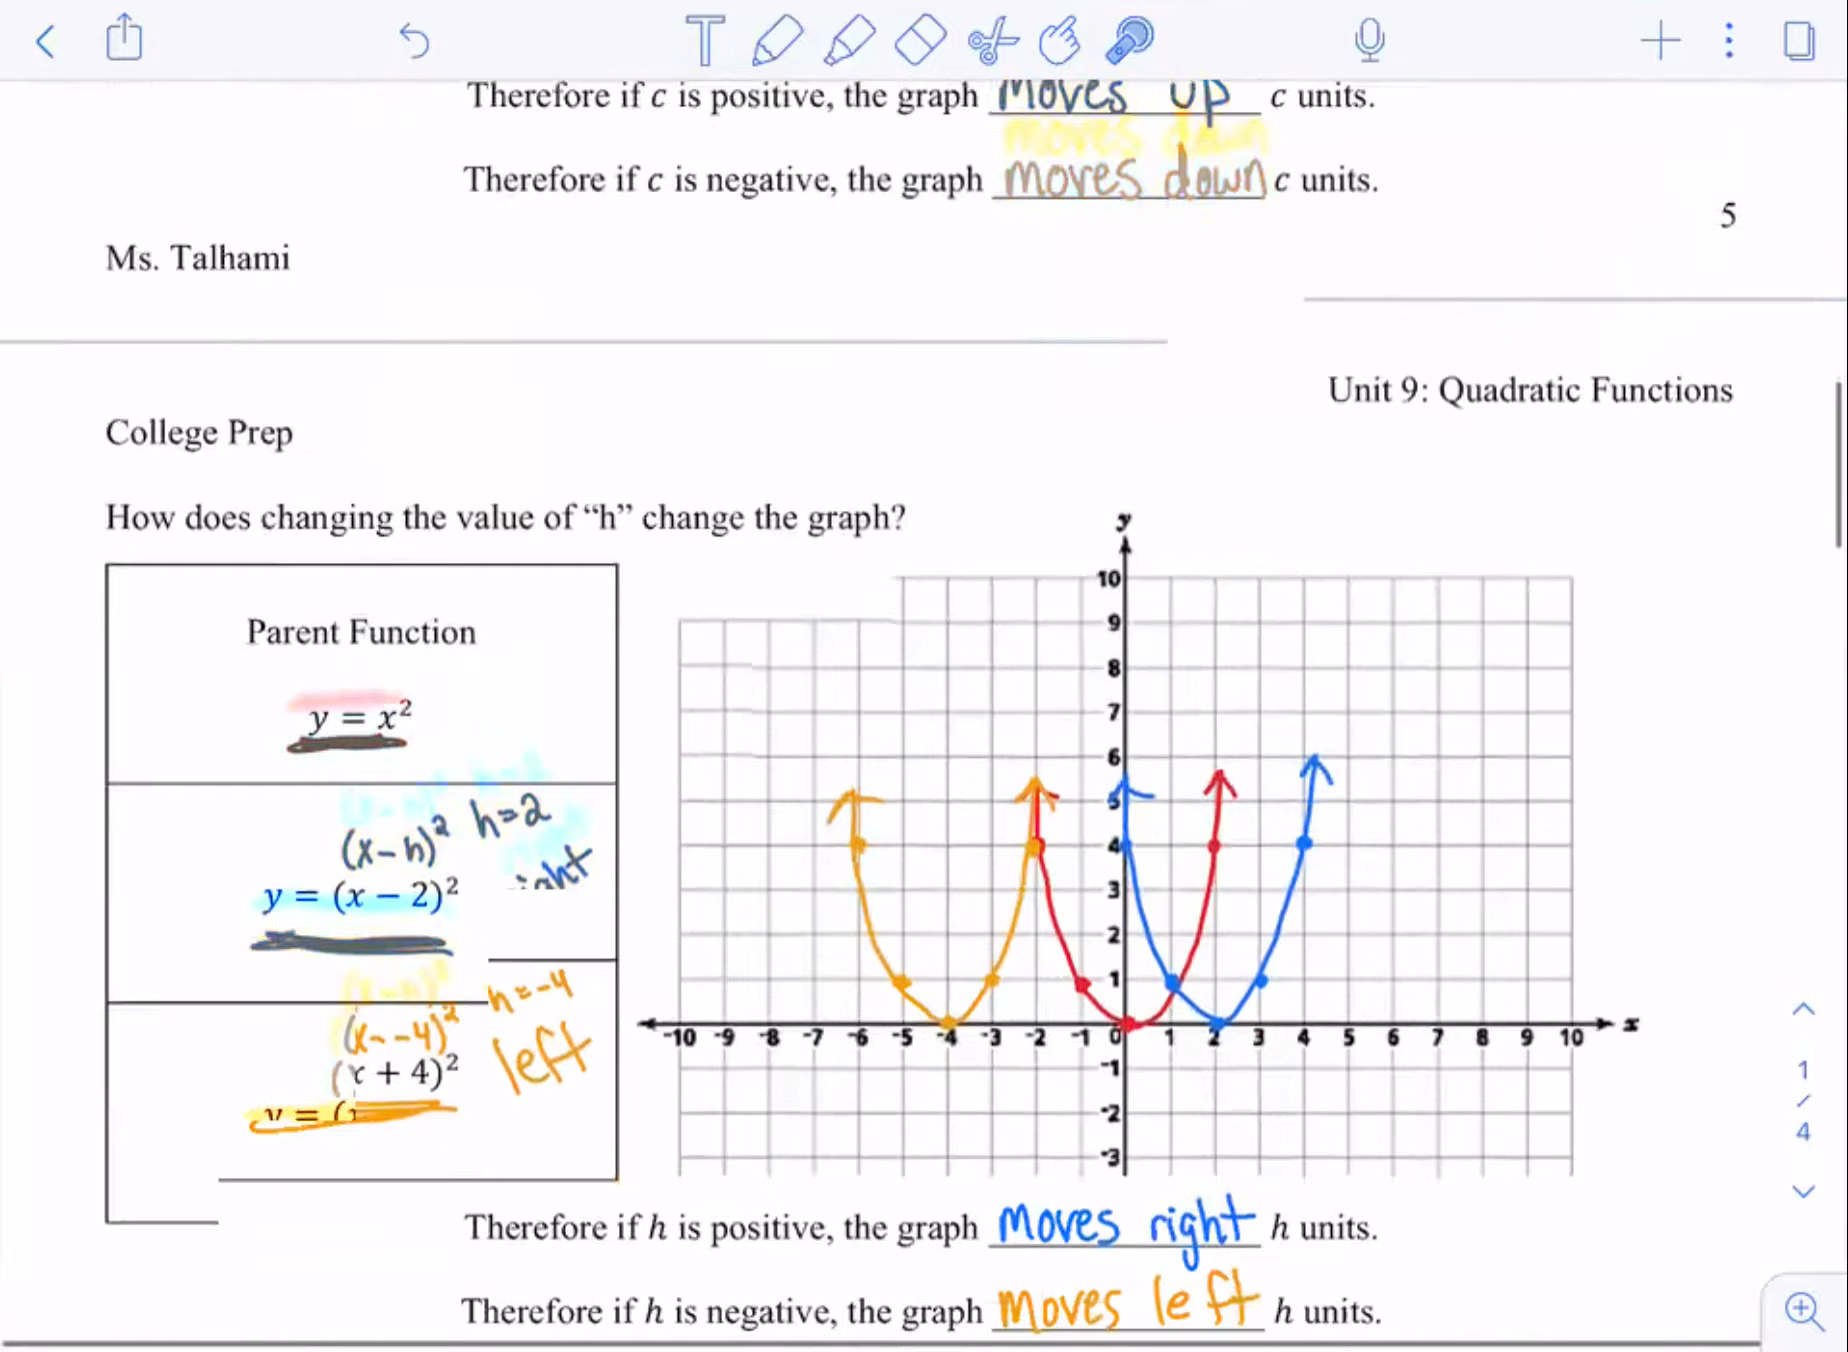 Therefore if c is positive, the graph moves up c units.
moves down
Therefore if c is negative, the graph moves down c units.
5
Ms. Talhami
Unit 9: Quadratic Functions
College Prep
How does changing the value of “h” change the graph?
Parent Function
y = x²
(x-h)² h=2
y = (x − 2)²
h=-4
(x--4)²
left
(x + 4)²
y = (
y
10
9
8
7
6
5
4
3
2
1
-10 -9 -8 -7 -6 -5 -4 -3 -2 -1 0 1 2 3 4 5 6 7 8 9 10 x
-1
-2
-3
1
/
4
Therefore if h is positive, the graph moves right h units.
Therefore if h is negative, the graph moves left h units.